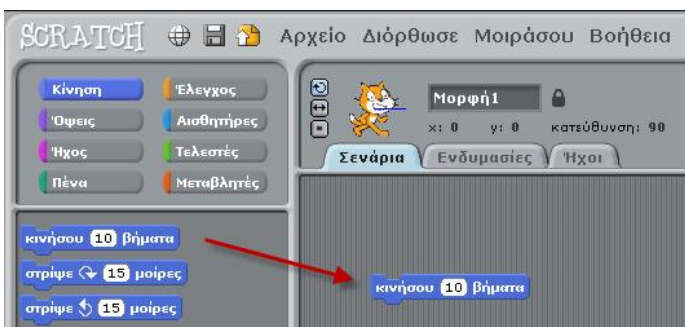 SCRATCH Αρχείο Διόρθωσε Μοιράσου Βοήθεια
Κίνηση Έλεγχος
Όψεις Αισθητήρες
Ήχος Τελεστές
Πένα Μεταβλητές
κινήσου 10 βήματα
στρίψε 15 μοίρες
στρίψε 15 μοίρες
Μορφή1
x: 0 y: 0 κατεύθυνση: 90
Σενάρια Ενδυμασίες Ήχοι
κινήσου 10 βήματα